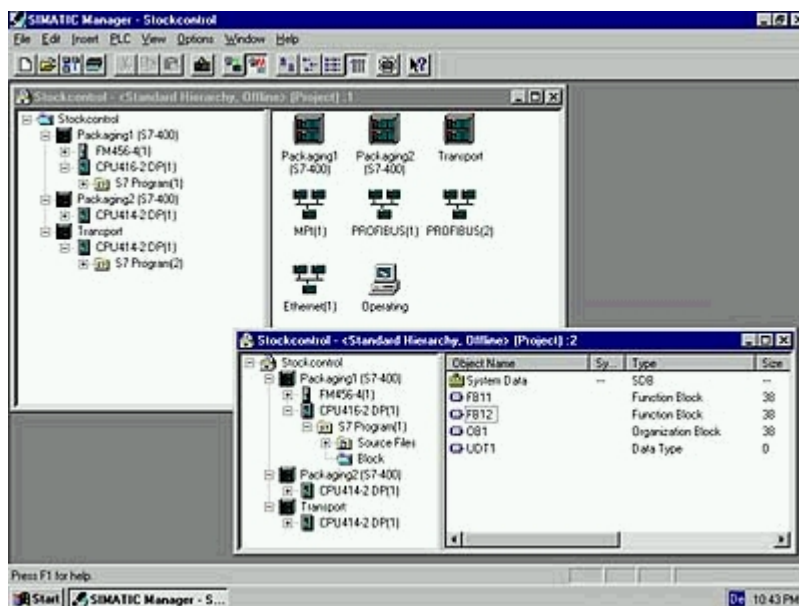 SIMATIC Manager - Stockcontrol
File Edit Insert PLC View Options Window Help
Stockcontrol - <Standard Hierarchy, Offline> (Project) :1
Stockcontrol
Packaging1 (S7-400)
FM456-4(1)
CPU416-2 DP(1)
S7 Program(1)
Packaging2 (S7-400)
CPU414-2 DP(1)
Transport
CPU414-2 DP(1)
S7 Program(2)
Packaging1 (S7-400)
Packaging2 (S7-400)
Transport
MPI(1) PROFIBUS(1) PROFIBUS(2)
Ethernet(1) Operating
Stockcontrol - <Standard Hierarchy, Offline> (Project) :2
Stockcontrol
Packaging1 (S7-400)
FM456-4(1)
CPU416-2 DP(1)
S7 Program(1)
Source Files
Block
Packaging2 (S7-400)
CPU414-2 DP(1)
Transport
CPU414-2 DP(1)
Object Name Sy... Type Size
System Data -- SDB --
FB11 Function Block 38
FB12 Function Block 38
OB1 Organization Block 38
UDT1 Data Type 0
Press F1 for help.
Start SIMATIC Manager - S... De 10:43 PM